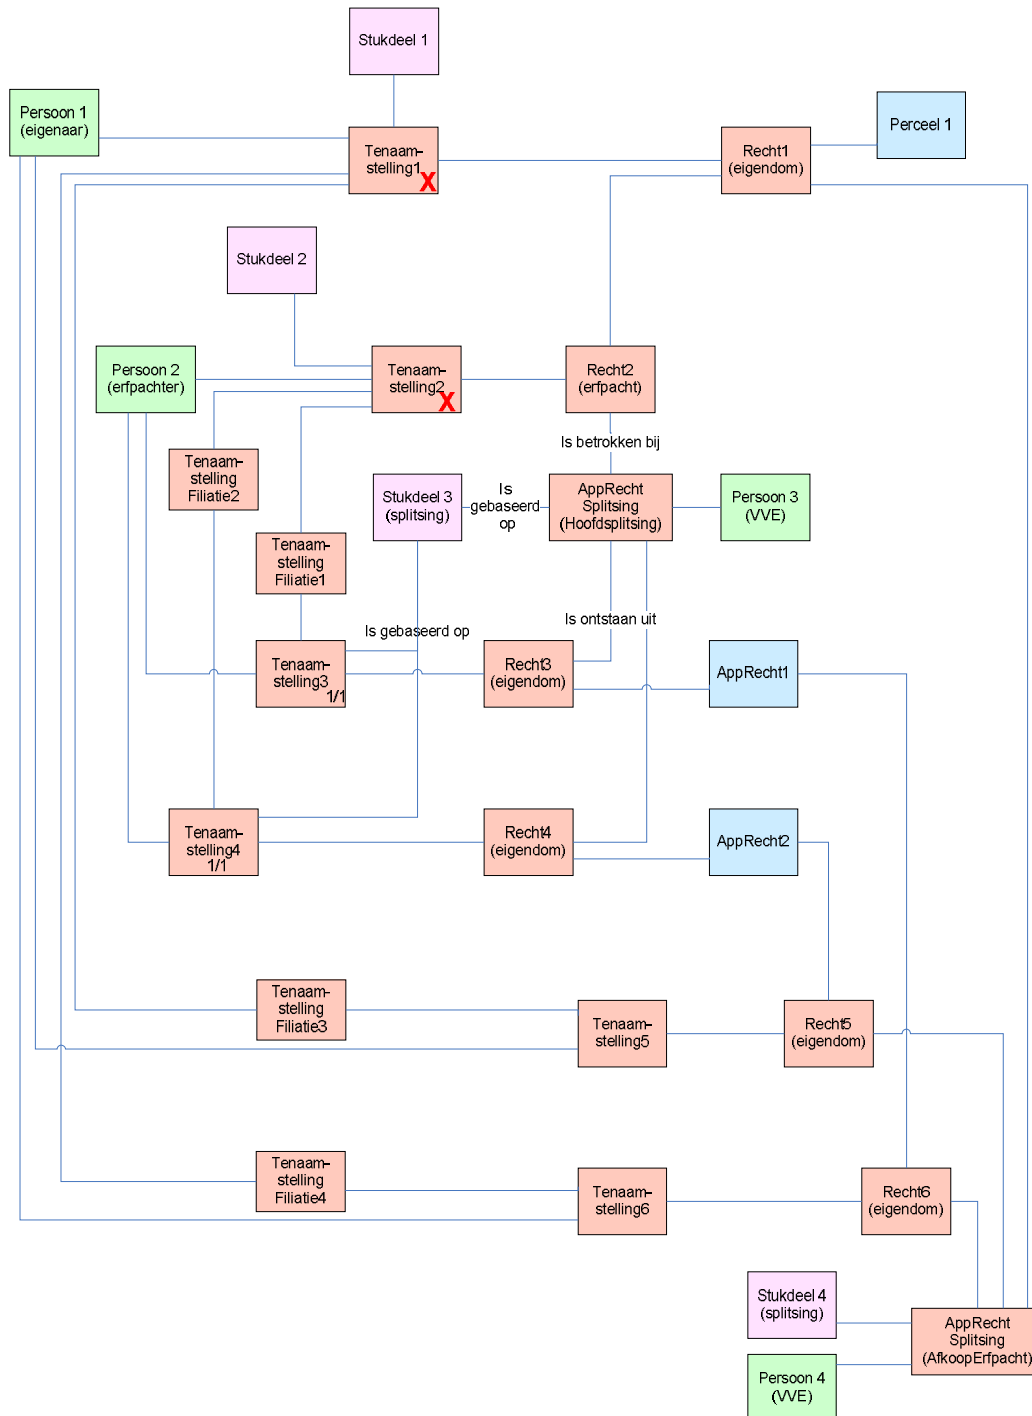 Stukdeel 1
Persoon 1
(eigenaar)
Tenaam-
stelling1
X
Recht1
(eigendom)
Perceel 1
Stukdeel 2
Persoon 2
(erfpachter)
Tenaam-
stelling2
X
Recht2
(erfpacht)
Is betrokken bij
Tenaam-
stelling
Filiatie2
Stukdeel 3
(splitsing)
Is
gebaseerd
op
AppRecht
Splitsing
(Hoofdsplitsing)
Persoon 3
(VVE)
Tenaam-
stelling
Filiatie1
Is gebaseerd op
Is ontstaan uit
Tenaam-
stelling3
1/1
Recht3
(eigendom)
AppRecht1
Tenaam-
stelling4
1/1
Recht4
(eigendom)
AppRecht2
Tenaam-
stelling
Filiatie3
Tenaam-
stelling5
Recht5
(eigendom)
Tenaam-
stelling
Filiatie4
Tenaam-
stelling6
Recht6
(eigendom)
Stukdeel 4
(splitsing)
AppRecht
Splitsing
(AfkoopErfpacht)
Persoon 4
(VVE)